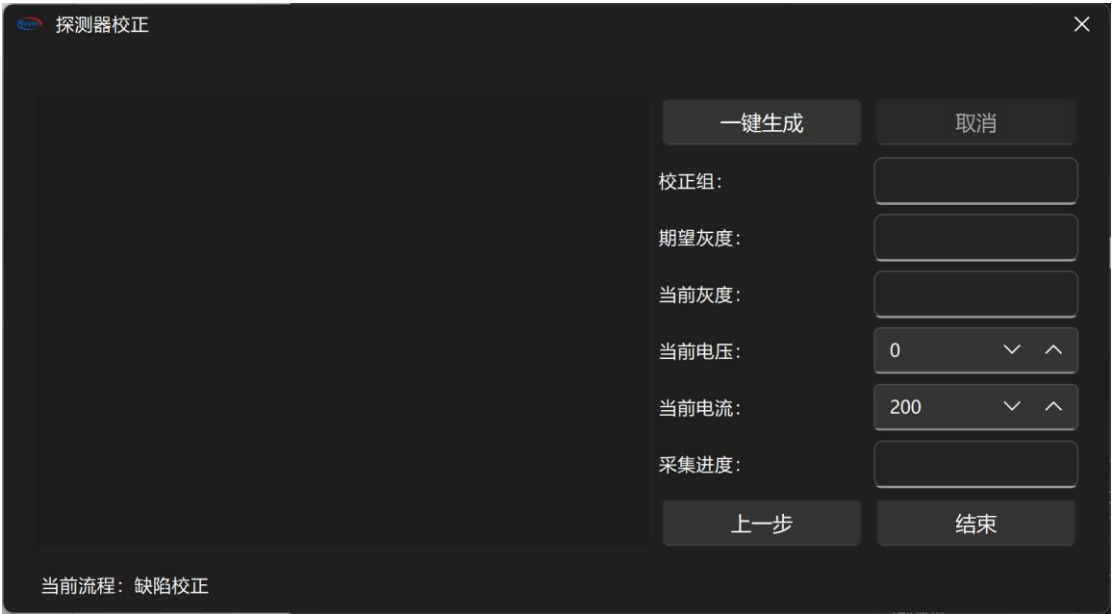 探测器校正
一键生成 取消
校正组：
期望灰度：
当前灰度：
当前电压： 0
当前电流： 200
采集进度：
上一步 结束
当前流程：缺陷校正